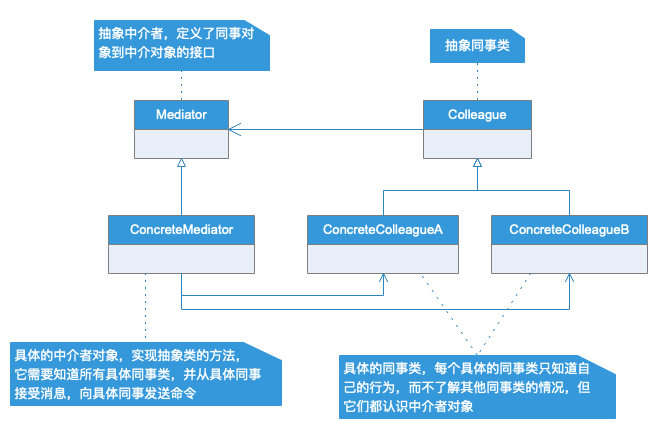 抽象中介者，定义了同事对
象到中介对象的接口
抽象同事类
Mediator
Colleague
ConcreteMediator
ConcreteColleagueA
ConcreteColleagueB
具体的中介者对象，实现抽象类的方法，
它需要知道所有具体同事类，并从具体同事
接受消息，向具体同事发送命令
具体的同事类，每个具体的同事类只知道自
己的行为，而不了解其他同事类的情况，但
它们都认识中介者对象